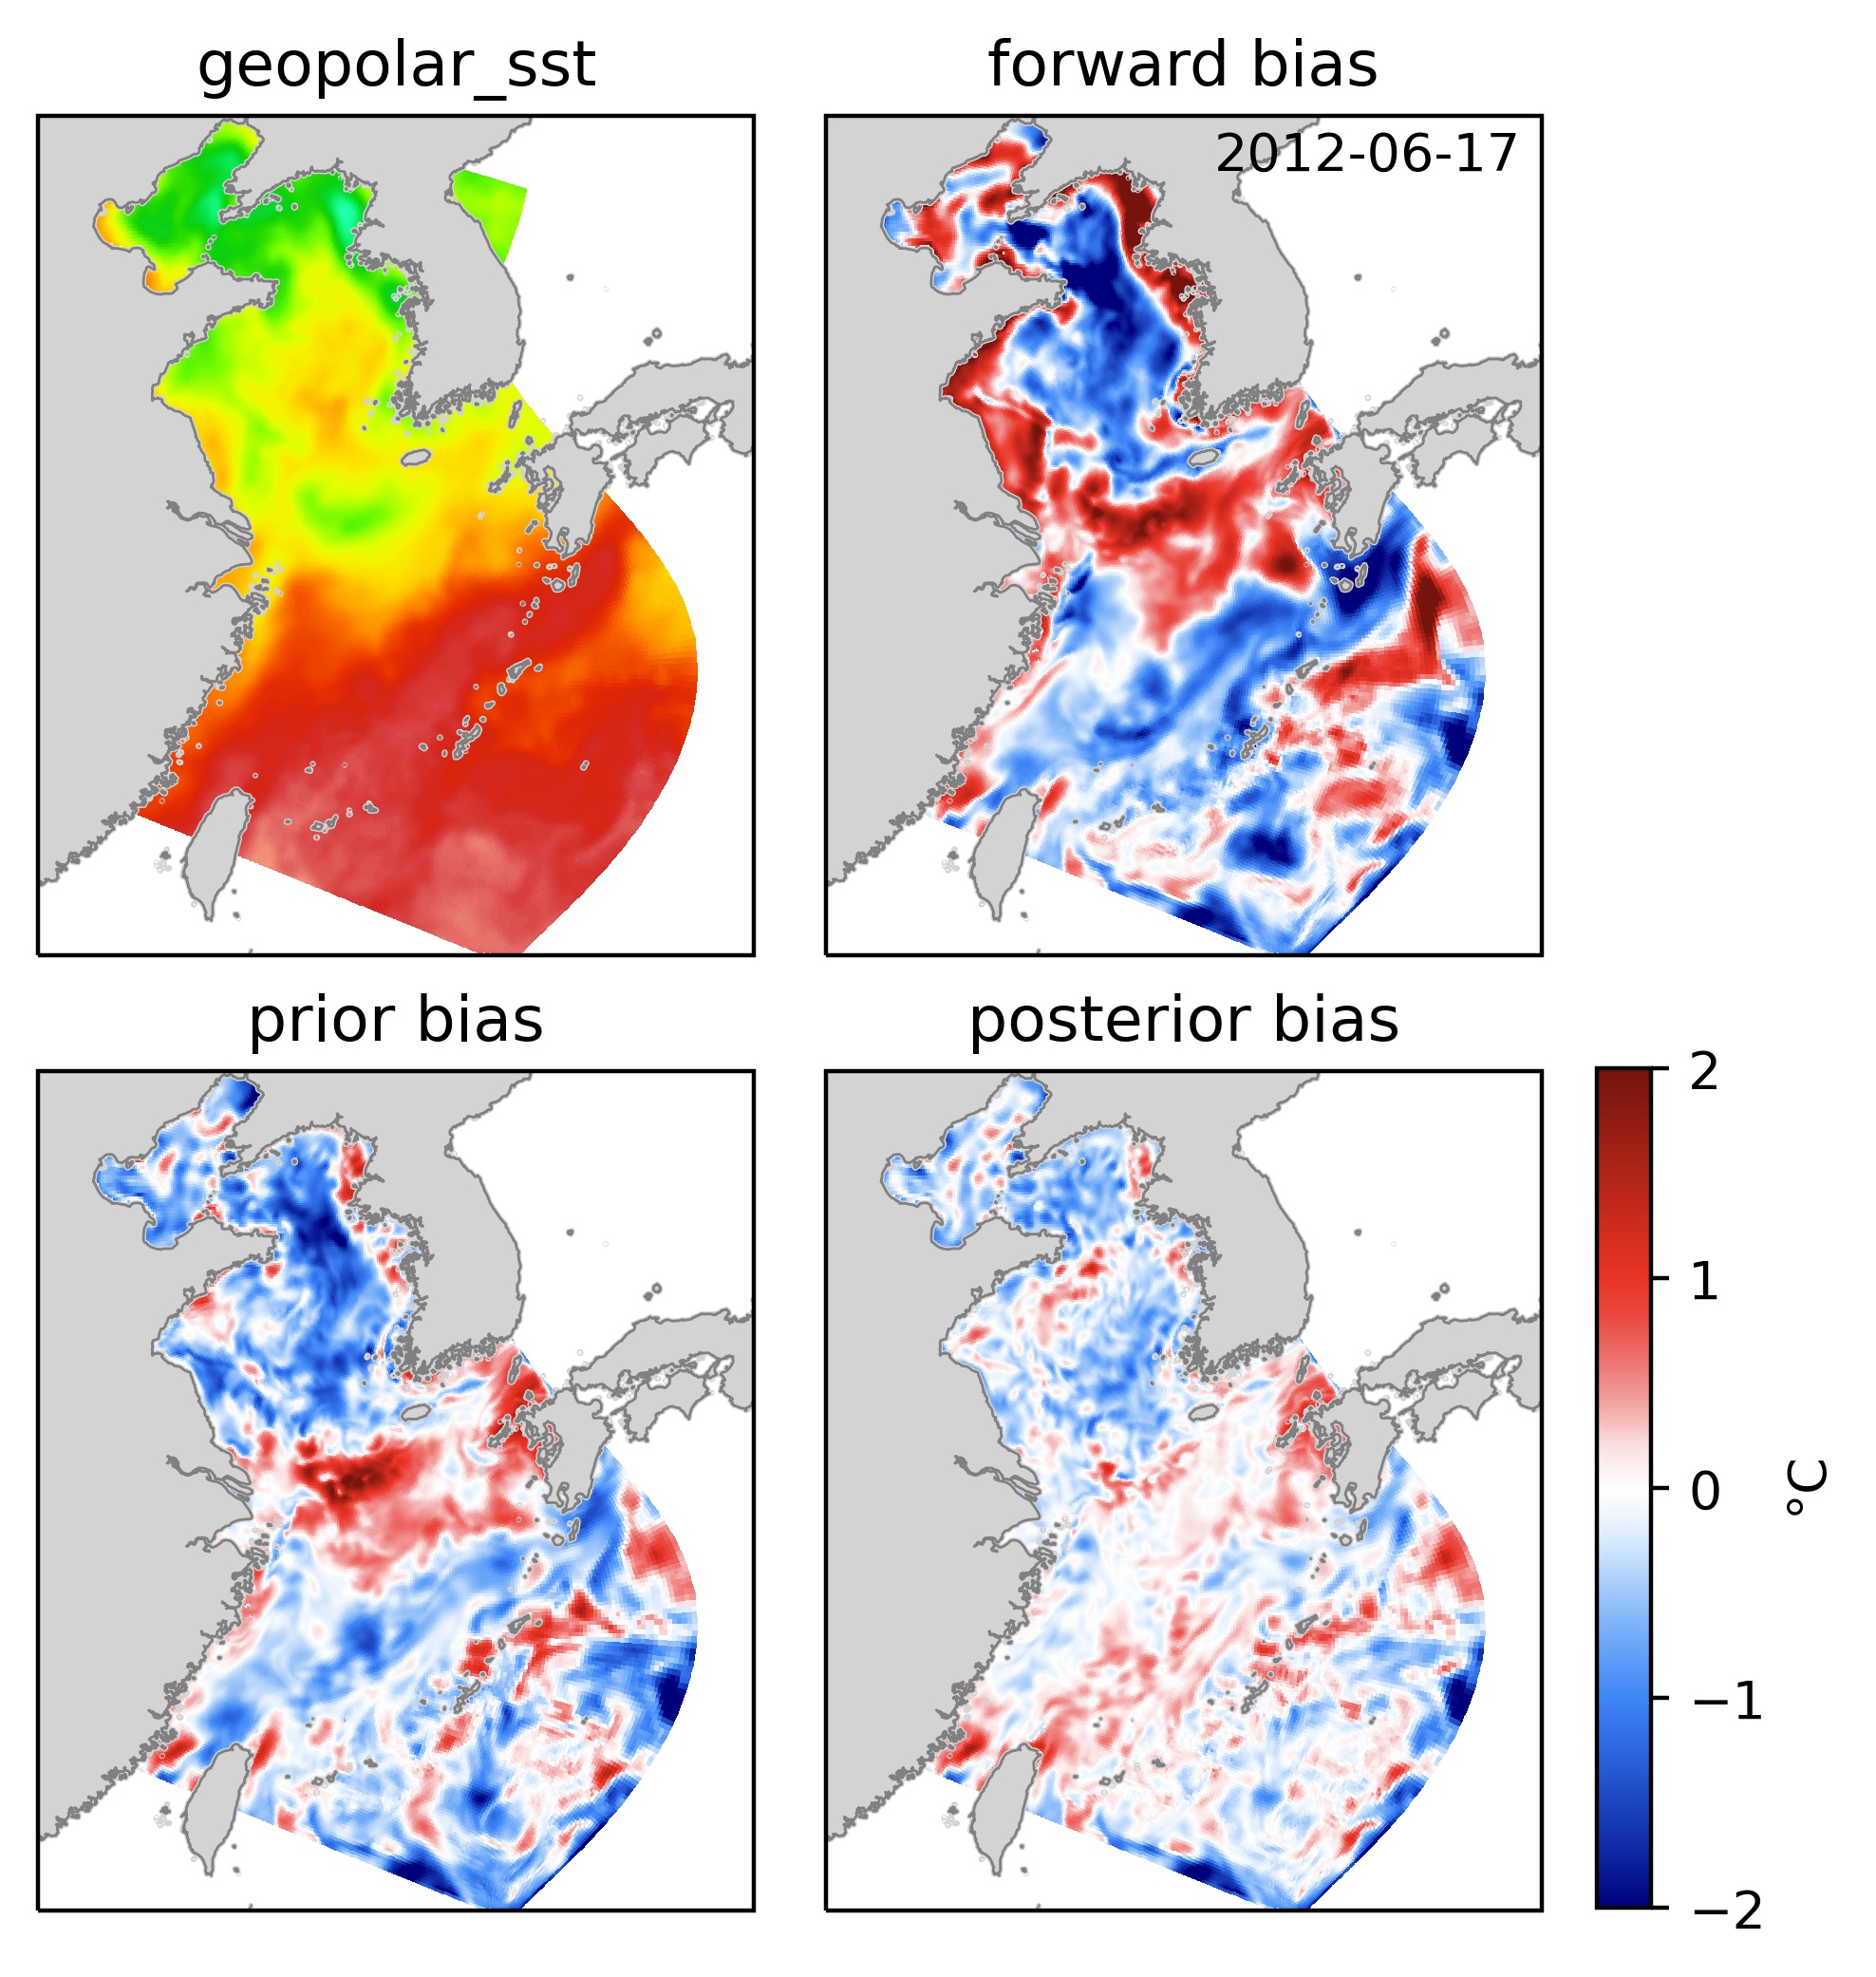 geopolar_sst
forward bias
2012-06-17
prior bias
posterior bias
2
1
0
−1
−2
°C